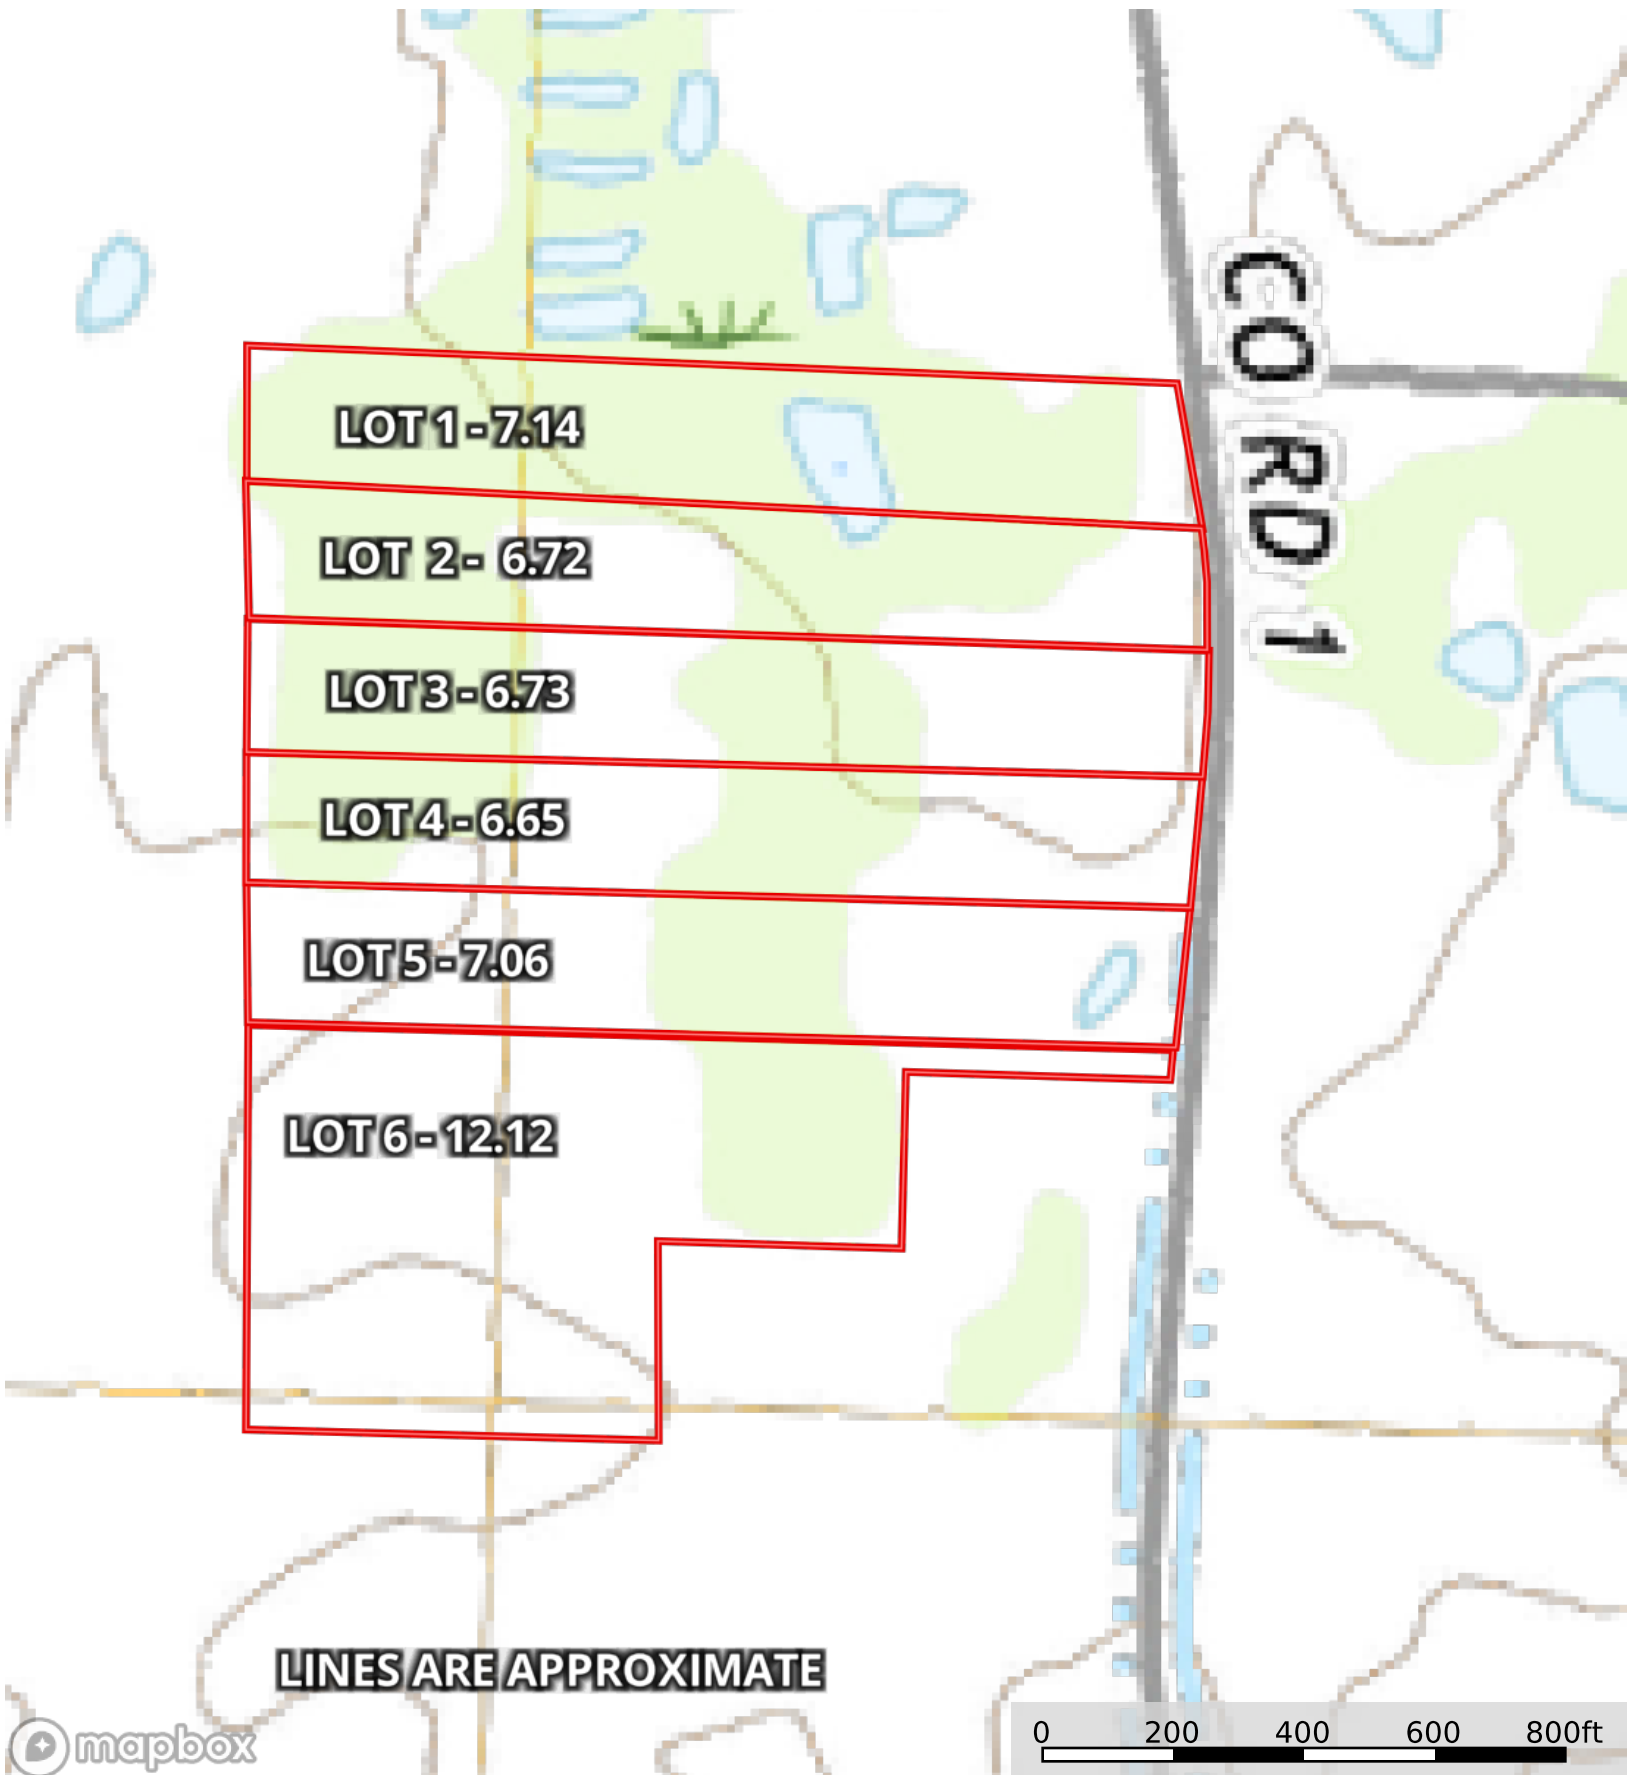 CO RD 1
LOT 1 - 7.14
LOT 2 - 6.72
LOT 3 - 6.73
LOT 4 - 6.65
LOT 5 - 7.06
LOT 6 - 12.12
LINES ARE APPROXIMATE
mapbox
0 200 400 600 800ft